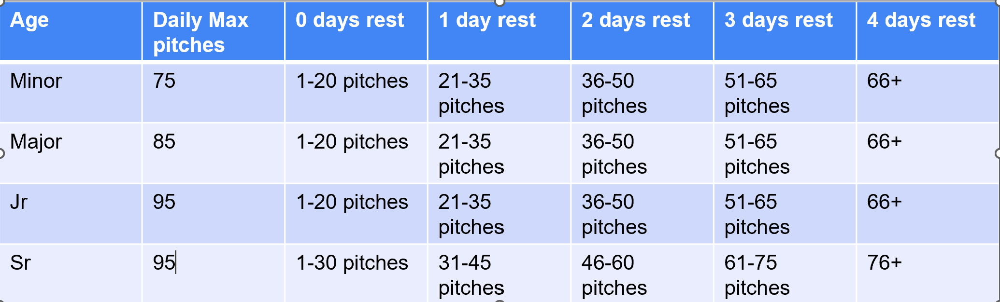 Age
Daily Max
pitches
0 days rest
1 day rest
2 days rest
3 days rest
4 days rest
Minor
75
1-20 pitches
21-35
pitches
36-50
pitches
51-65
pitches
66+
Major
85
1-20 pitches
21-35
pitches
36-50
pitches
51-65
pitches
66+
Jr
95
1-20 pitches
21-35
pitches
36-50
pitches
51-65
pitches
66+
Sr
95
1-30 pitches
31-45
pitches
46-60
pitches
61-75
pitches
76+